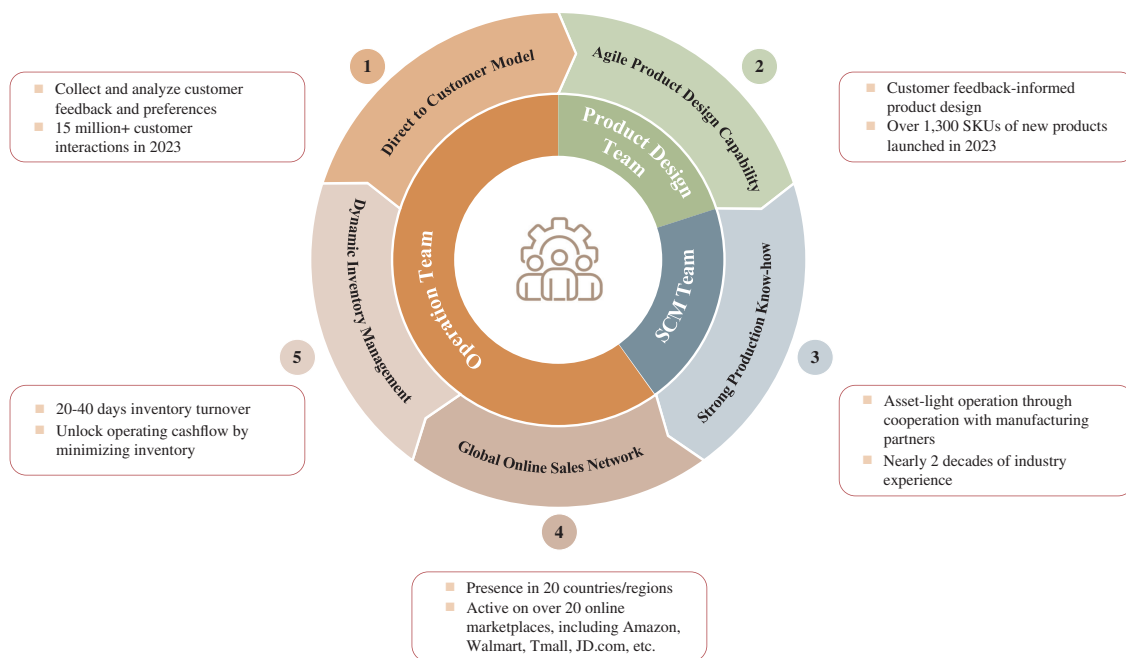 1
Direct to Customer Model
Collect and analyze customer
feedback and preferences
15 million+ customer
interactions in 2023
2
Agile Product Design Capability
Customer feedback-informed
product design
Over 1,300 SKUs of new products
launched in 2023
3
Strong Production Know-how
Asset-light operation through
cooperation with manufacturing
partners
Nearly 2 decades of industry
experience
4
Global Online Sales Network
Presence in 20 countries/regions
Active on over 20 online
marketplaces, including Amazon,
Walmart, Tmall, JD.com, etc.
5
Dynamic Inventory Management
20-40 days inventory turnover
Unlock operating cashflow by
minimizing inventory
Product Design
Team
SCM Team
Operation Team